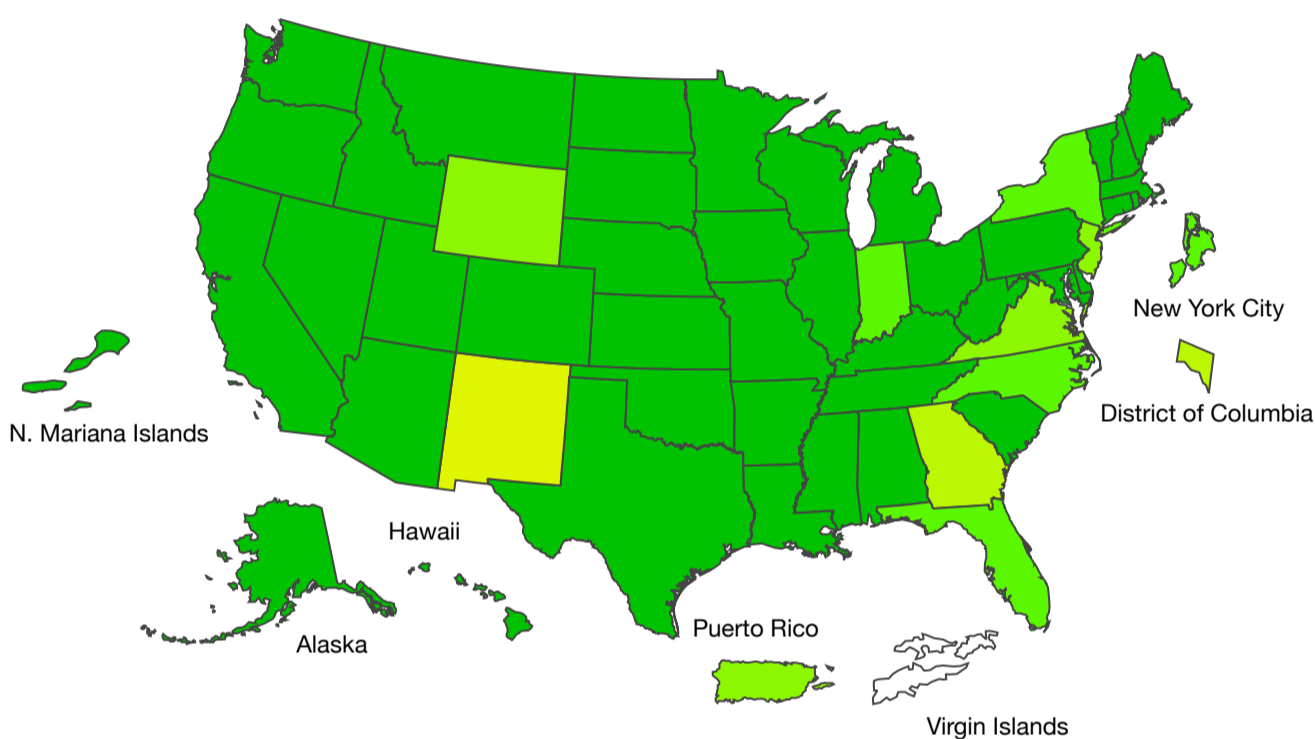 New York City
District of Columbia
N. Mariana Islands
Hawaii
Alaska
Puerto Rico
Virgin Islands